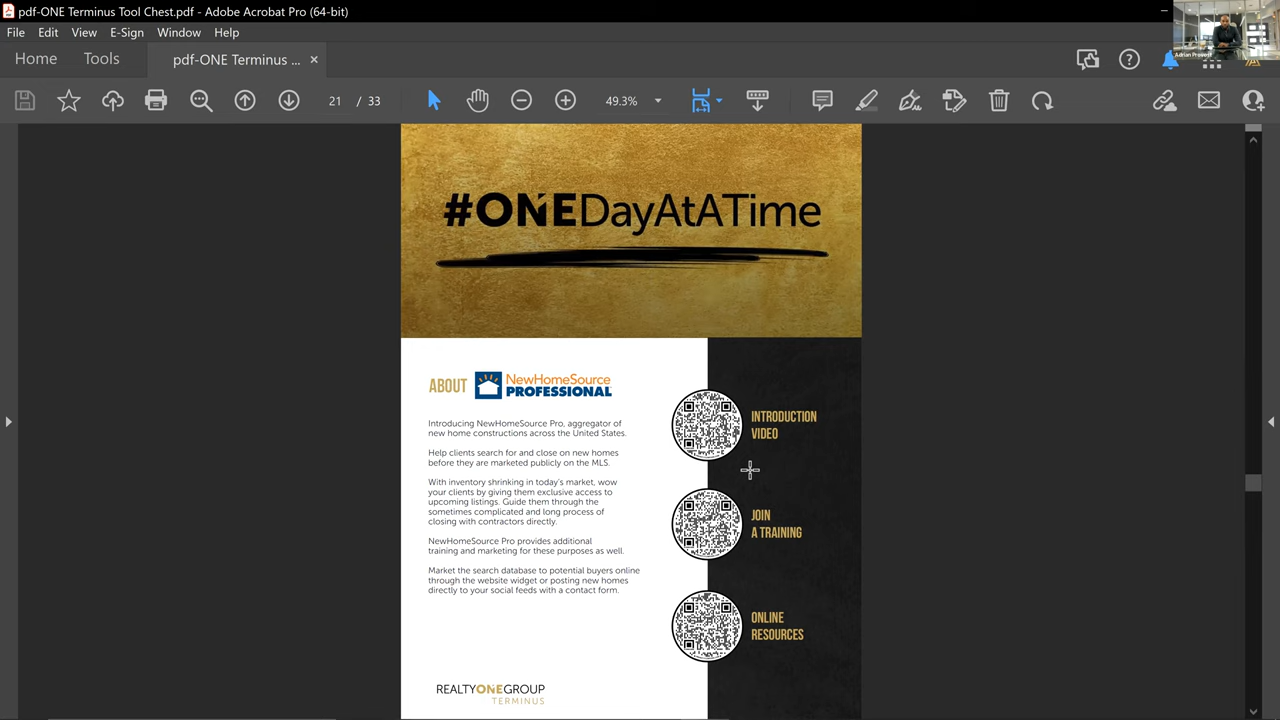 pdf-ONE Terminus Tool Chest.pdf - Adobe Acrobat Pro (64-bit)
File Edit View E-Sign Window Help
Home Tools pdf-ONE Terminus ... ×
21 / 33 49.3%
Adrian Provost
#ONEDayAtATime
ABOUT NewHomeSource
PROFESSIONAL
Introducing NewHomeSource Pro, aggregator of
new home constructions across the United States.
Help clients search for and close on new homes
before they are marketed publicly on the MLS.
With inventory shrinking in today's market, wow
your clients by giving them exclusive access to
upcoming listings. Guide them through the
sometimes complicated and long process of
closing with contractors directly.
NewHomeSource Pro provides additional
training and marketing for these purposes as well.
Market the search database to potential buyers online
through the website widget or posting new homes
directly to your social feeds with a contact form.
INTRODUCTION
VIDEO
JOIN
A TRAINING
ONLINE
RESOURCES
REALTYONEGROUP
TERMINUS